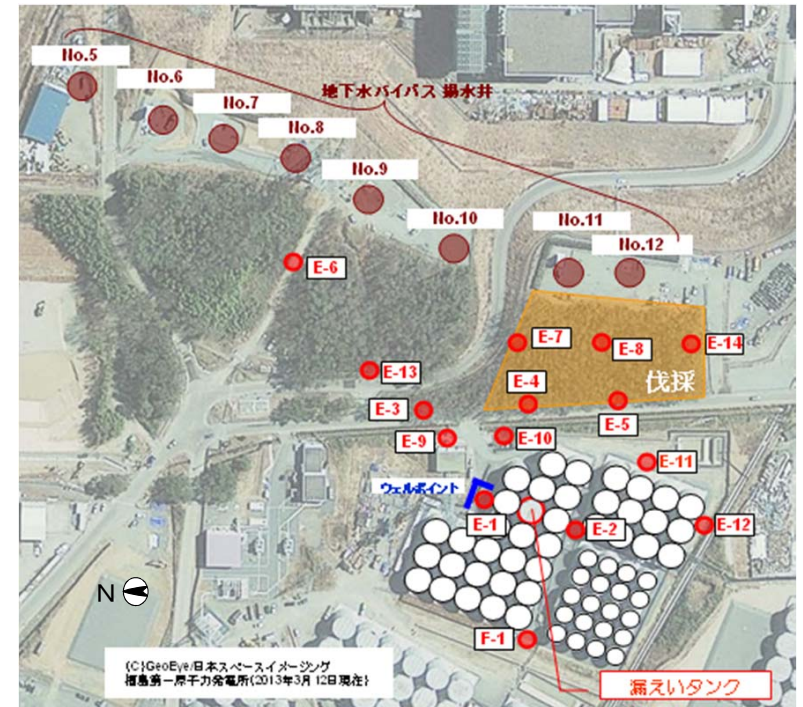 No.5
No.6
No.7
地下水バイパス 揚水井
No.8
No.9
No.10
No.11
No.12
E-6
E-7
E-8
E-14
E-13
伐採
E-4
E-3
E-5
E-9
E-10
E-11
ウェルポイント
E-1
E-2
E-12
N
F-1
(C)GeoEye/日本スペースイメージング
福島第一原子力発電所(2013年3月12日現在)
漏えいタンク